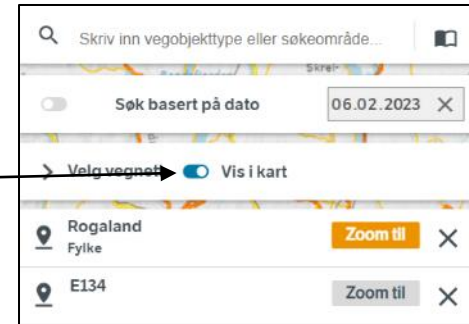 Skriv inn vegobjekttype eller søkeområde...
Søk basert på dato 06.02.2023
Velg vegnett Vis i kart
Rogaland Zoom til
Fylke
E134 Zoom til